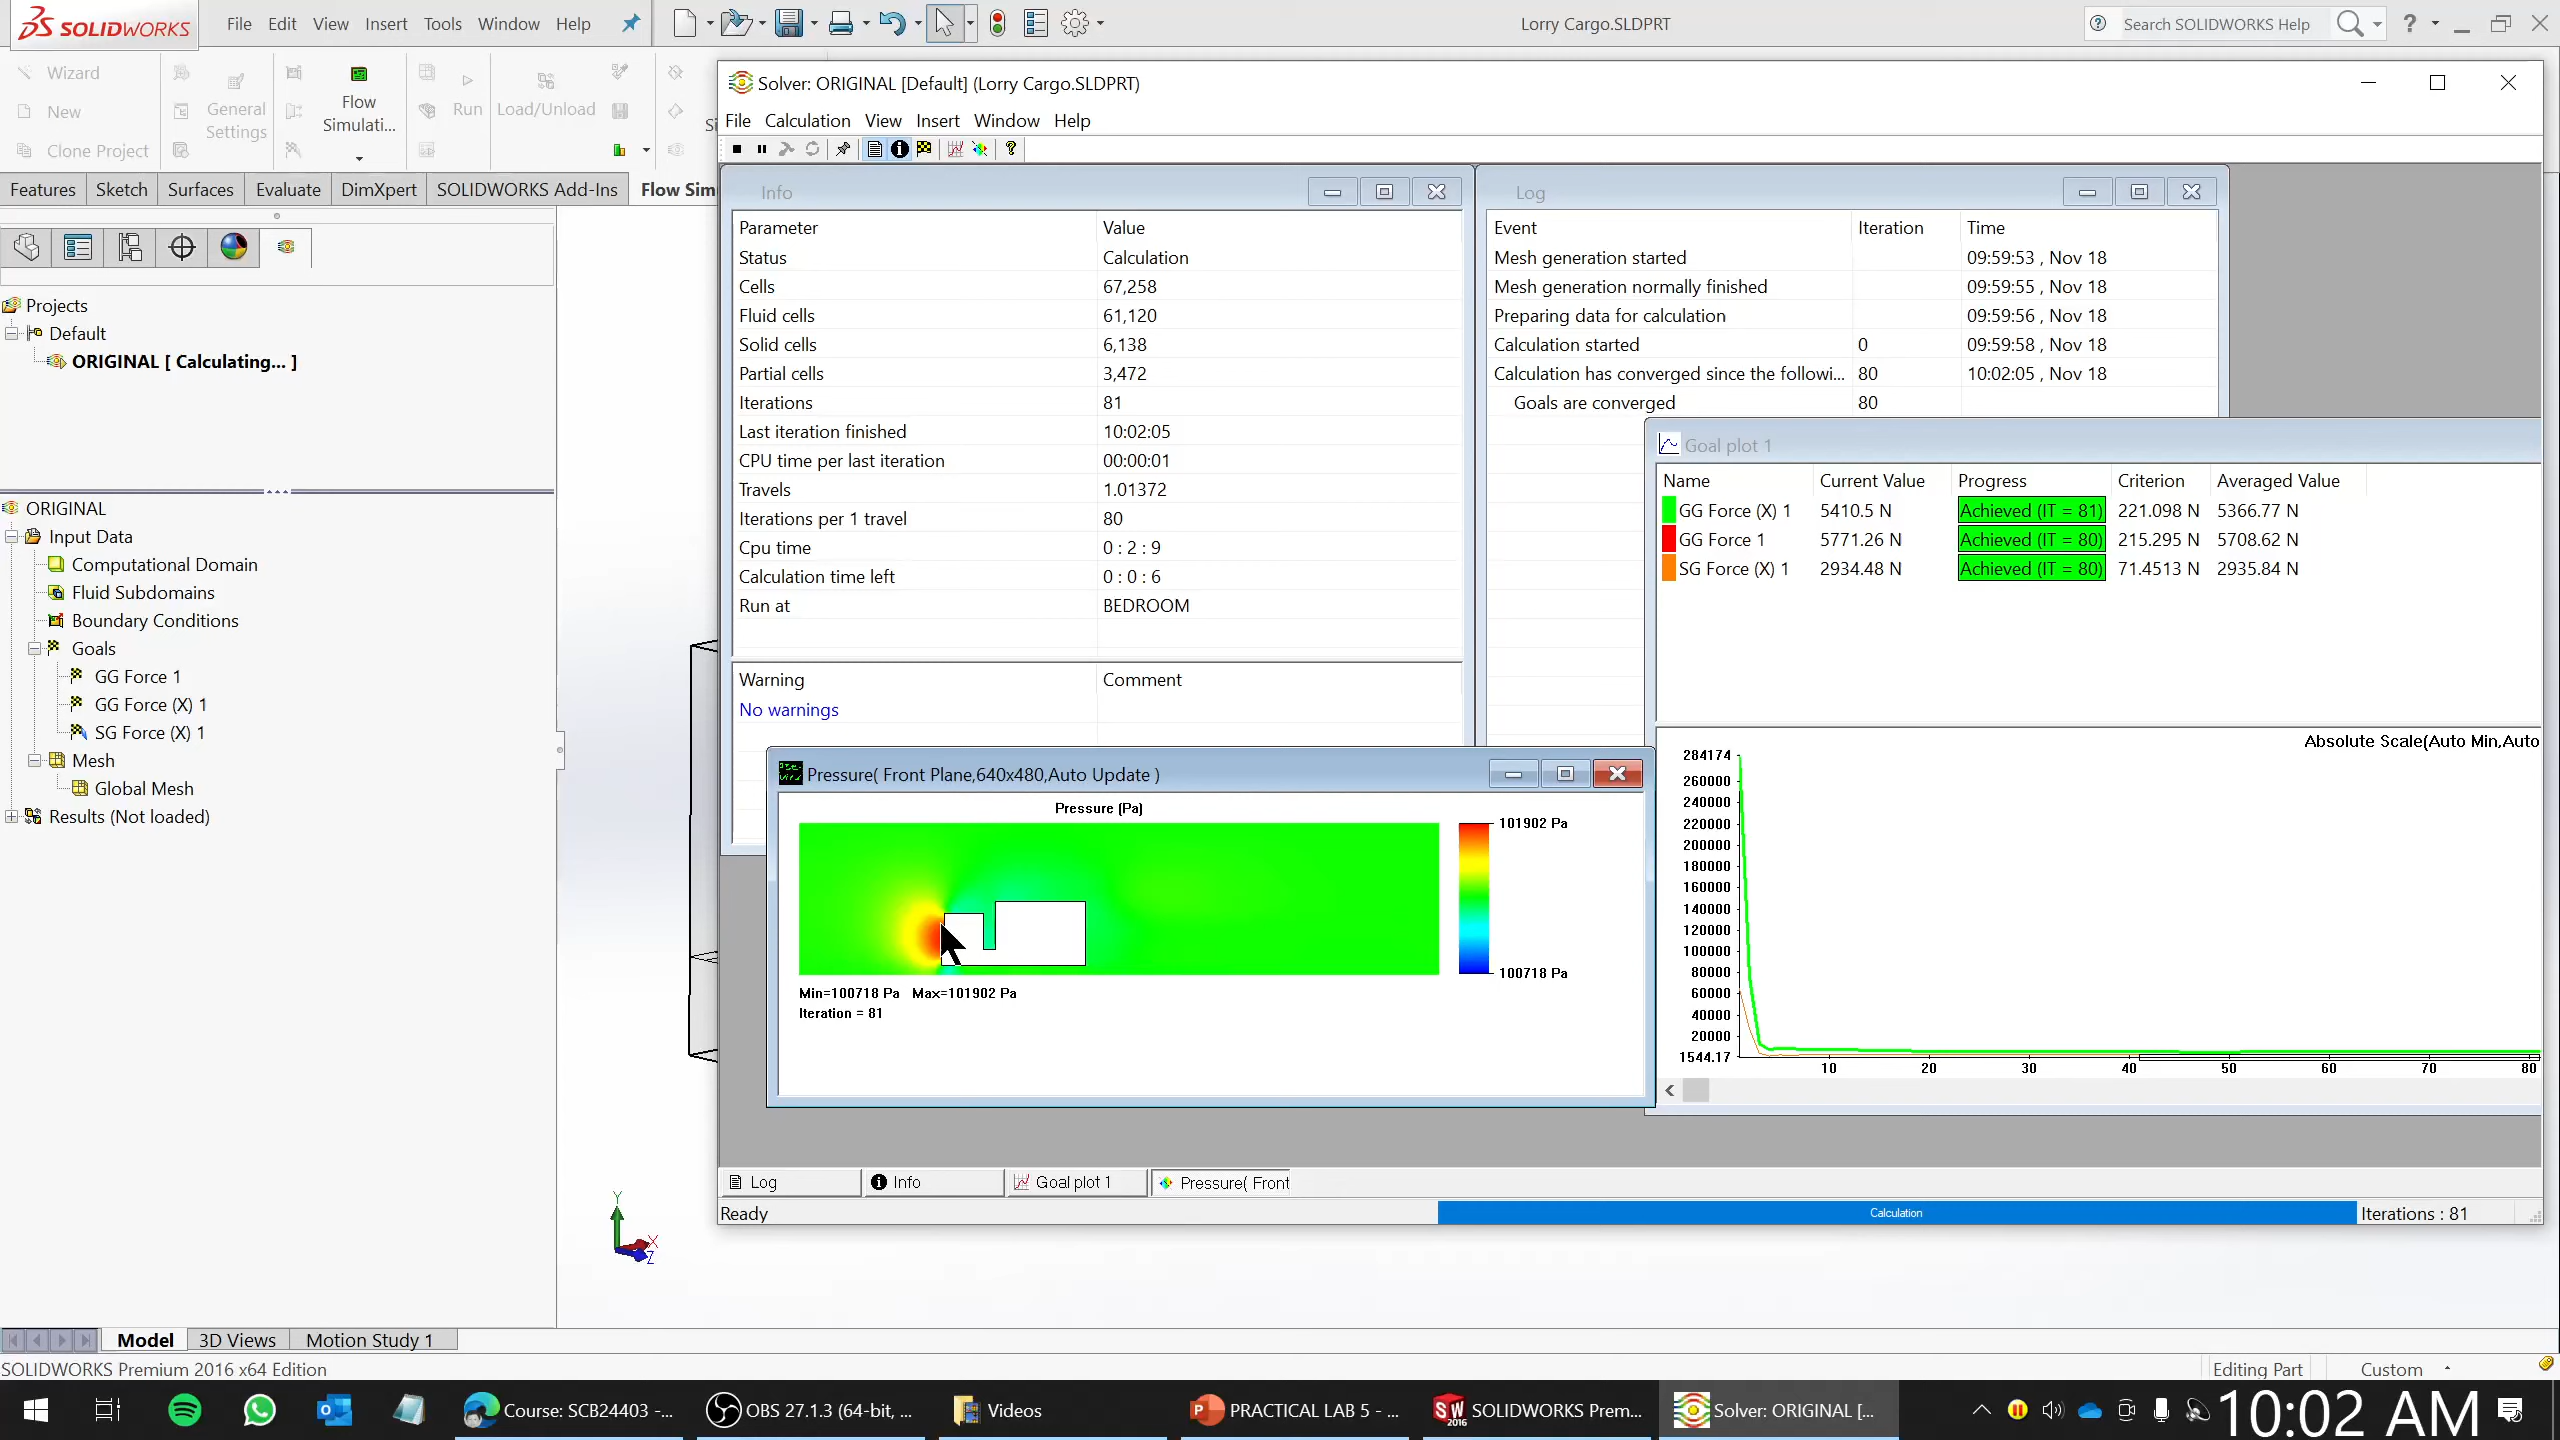 SOLIDWORKS File Edit View Insert Tools Window Help Lorry Cargo.SLDPRT Search SOLIDWORKS Help ?
Wizard
New
Clone Project
General Settings
Flow Simulati...
Run
Load/Unload
Features Sketch Surfaces Evaluate DimXpert SOLIDWORKS Add-Ins Flow Sim
Projects
Default
ORIGINAL [ Calculating... ]
ORIGINAL
Input Data
Computational Domain
Fluid Subdomains
Boundary Conditions
Goals
GG Force 1
GG Force (X) 1
SG Force (X) 1
Mesh
Global Mesh
Results (Not loaded)
Solver: ORIGINAL [Default] (Lorry Cargo.SLDPRT)
File Calculation View Insert Window Help
Info
Parameter Value
Status Calculation
Cells 67,258
Fluid cells 61,120
Solid cells 6,138
Partial cells 3,472
Iterations 81
Last iteration finished 10:02:05
CPU time per last iteration 00:00:01
Travels 1.01372
Iterations per 1 travel 80
Cpu time 0 : 2 : 9
Calculation time left 0 : 0 : 6
Run at BEDROOM
Warning Comment
No warnings
Log
Event Iteration Time
Mesh generation started 09:59:53 , Nov 18
Mesh generation normally finished 09:59:55 , Nov 18
Preparing data for calculation 09:59:56 , Nov 18
Calculation started 0 09:59:58 , Nov 18
Calculation has converged since the followi... 80 10:02:05 , Nov 18
Goals are converged 80
Goal plot 1
Name Current Value Progress Criterion Averaged Value
GG Force (X) 1 5410.5 N Achieved (IT = 81) 221.098 N 5366.77 N
GG Force 1 5771.26 N Achieved (IT = 80) 215.295 N 5708.62 N
SG Force (X) 1 2934.48 N Achieved (IT = 80) 71.4513 N 2935.84 N
Absolute Scale(Auto Min,Auto
284174
260000
240000
220000
200000
180000
160000
140000
120000
100000
80000
60000
40000
20000
1544.17
10 20 30 40 50 60 70 80
Pressure( Front Plane,640x480,Auto Update )
Pressure (Pa)
101902 Pa
100718 Pa
Min=100718 Pa Max=101902 Pa
Iteration = 81
Log Info Goal plot 1 Pressure( Front
Ready Calculation Iterations : 81
Y
X
Z
Model 3D Views Motion Study 1
SOLIDWORKS Premium 2016 x64 Edition Editing Part Custom
Course: SCB24403 -... OBS 27.1.3 (64-bit, ... Videos PRACTICAL LAB 5 - ... SOLIDWORKS Prem... Solver: ORIGINAL [... 10:02 AM